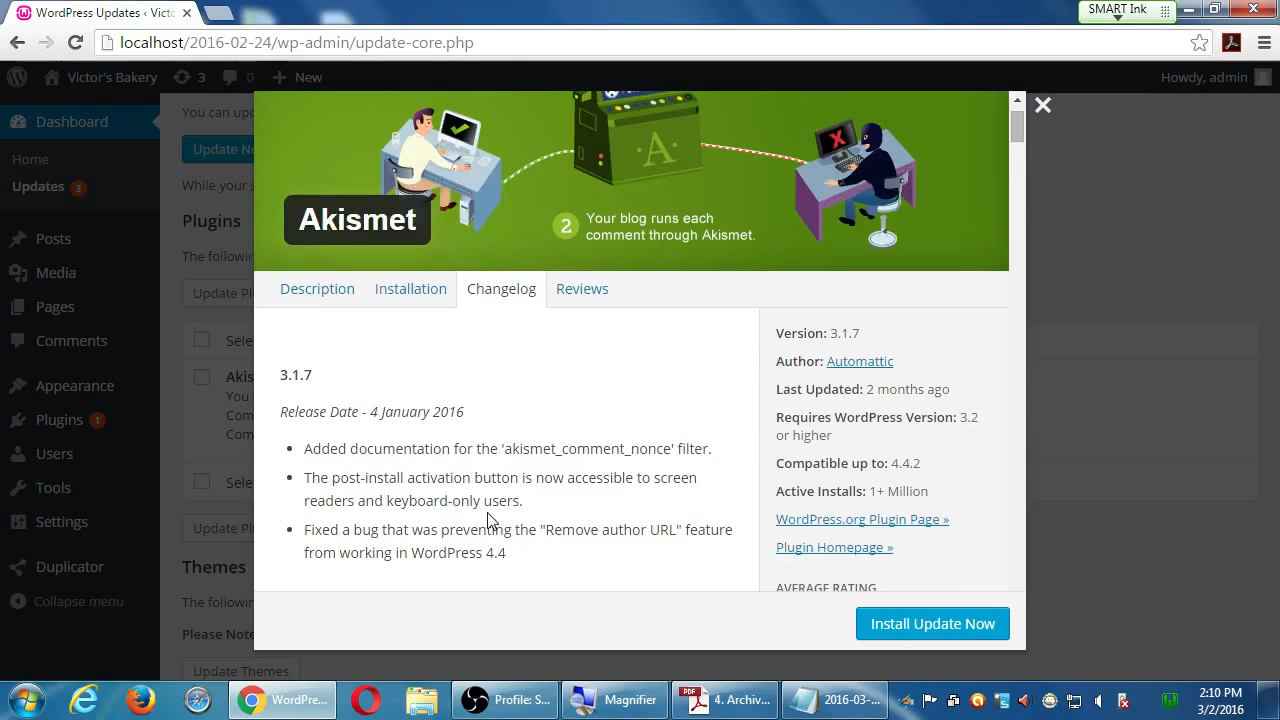 WordPress Updates ‹ Victo
SMART Ink
localhost/2016-02-24/wp-admin/update-core.php
Victor's Bakery
3
0
New
Howdy, admin
Dashboard
Home
Updates 3
Posts
Media
Pages
Comments
Appearance
Plugins 1
Users
Tools
Settings
Duplicator
Collapse menu
You can up
Update No
While your s
Plugins
The followi
Update Pl
Sele
Akis
You
Com
Com
Sele
Update Pl
Themes
The followi
Please Note
Update Themes
A
Akismet
2
Your blog runs each
comment through Akismet.
Description
Installation
Changelog
Reviews
3.1.7
Release Date - 4 January 2016
• Added documentation for the 'akismet_comment_nonce' filter.
• The post-install activation button is now accessible to screen
readers and keyboard-only users.
• Fixed a bug that was preventing the "Remove author URL" feature
from working in WordPress 4.4
Version: 3.1.7
Author: Automattic
Last Updated: 2 months ago
Requires WordPress Version: 3.2
or higher
Compatible up to: 4.4.2
Active Installs: 1+ Million
WordPress.org Plugin Page »
Plugin Homepage »
AVERAGE RATING
Install Update Now
WordPre...
Profile: S...
Magnifier
PDF
4. Archiv...
2016-03-...
2:10 PM
3/2/2016